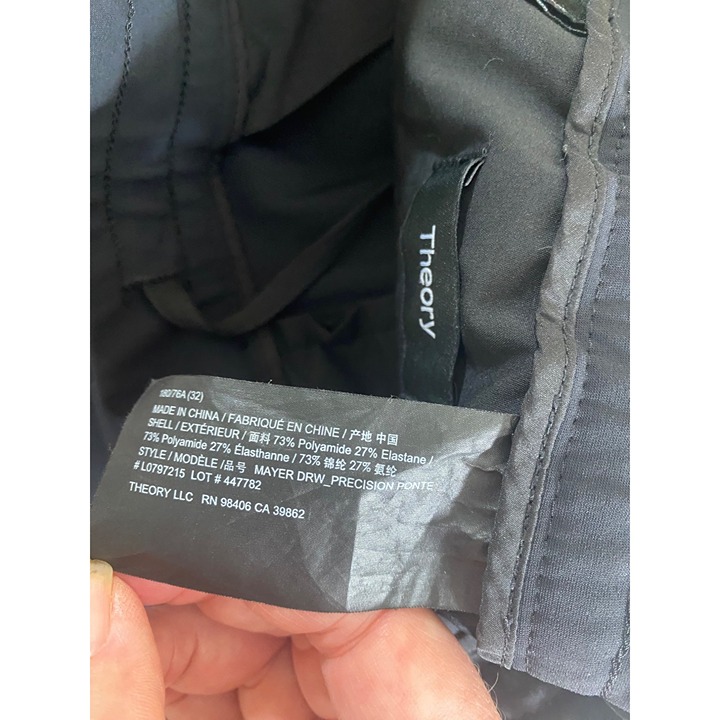 Theory
180/76A (32)
MADE IN CHINA / FABRIQUÉ EN CHINE / 产地 中国
SHELL / EXTÉRIEUR / 面料 73% Polyamide 27% Elastane /
73% Polyamide 27% Élasthanne / 73% 锦纶 27% 氨纶
STYLE / MODÈLE / 品号 MAYER DRW_PRECISION PONTE
# L0797215 LOT # 447782
THEORY LLC RN 98406 CA 39862